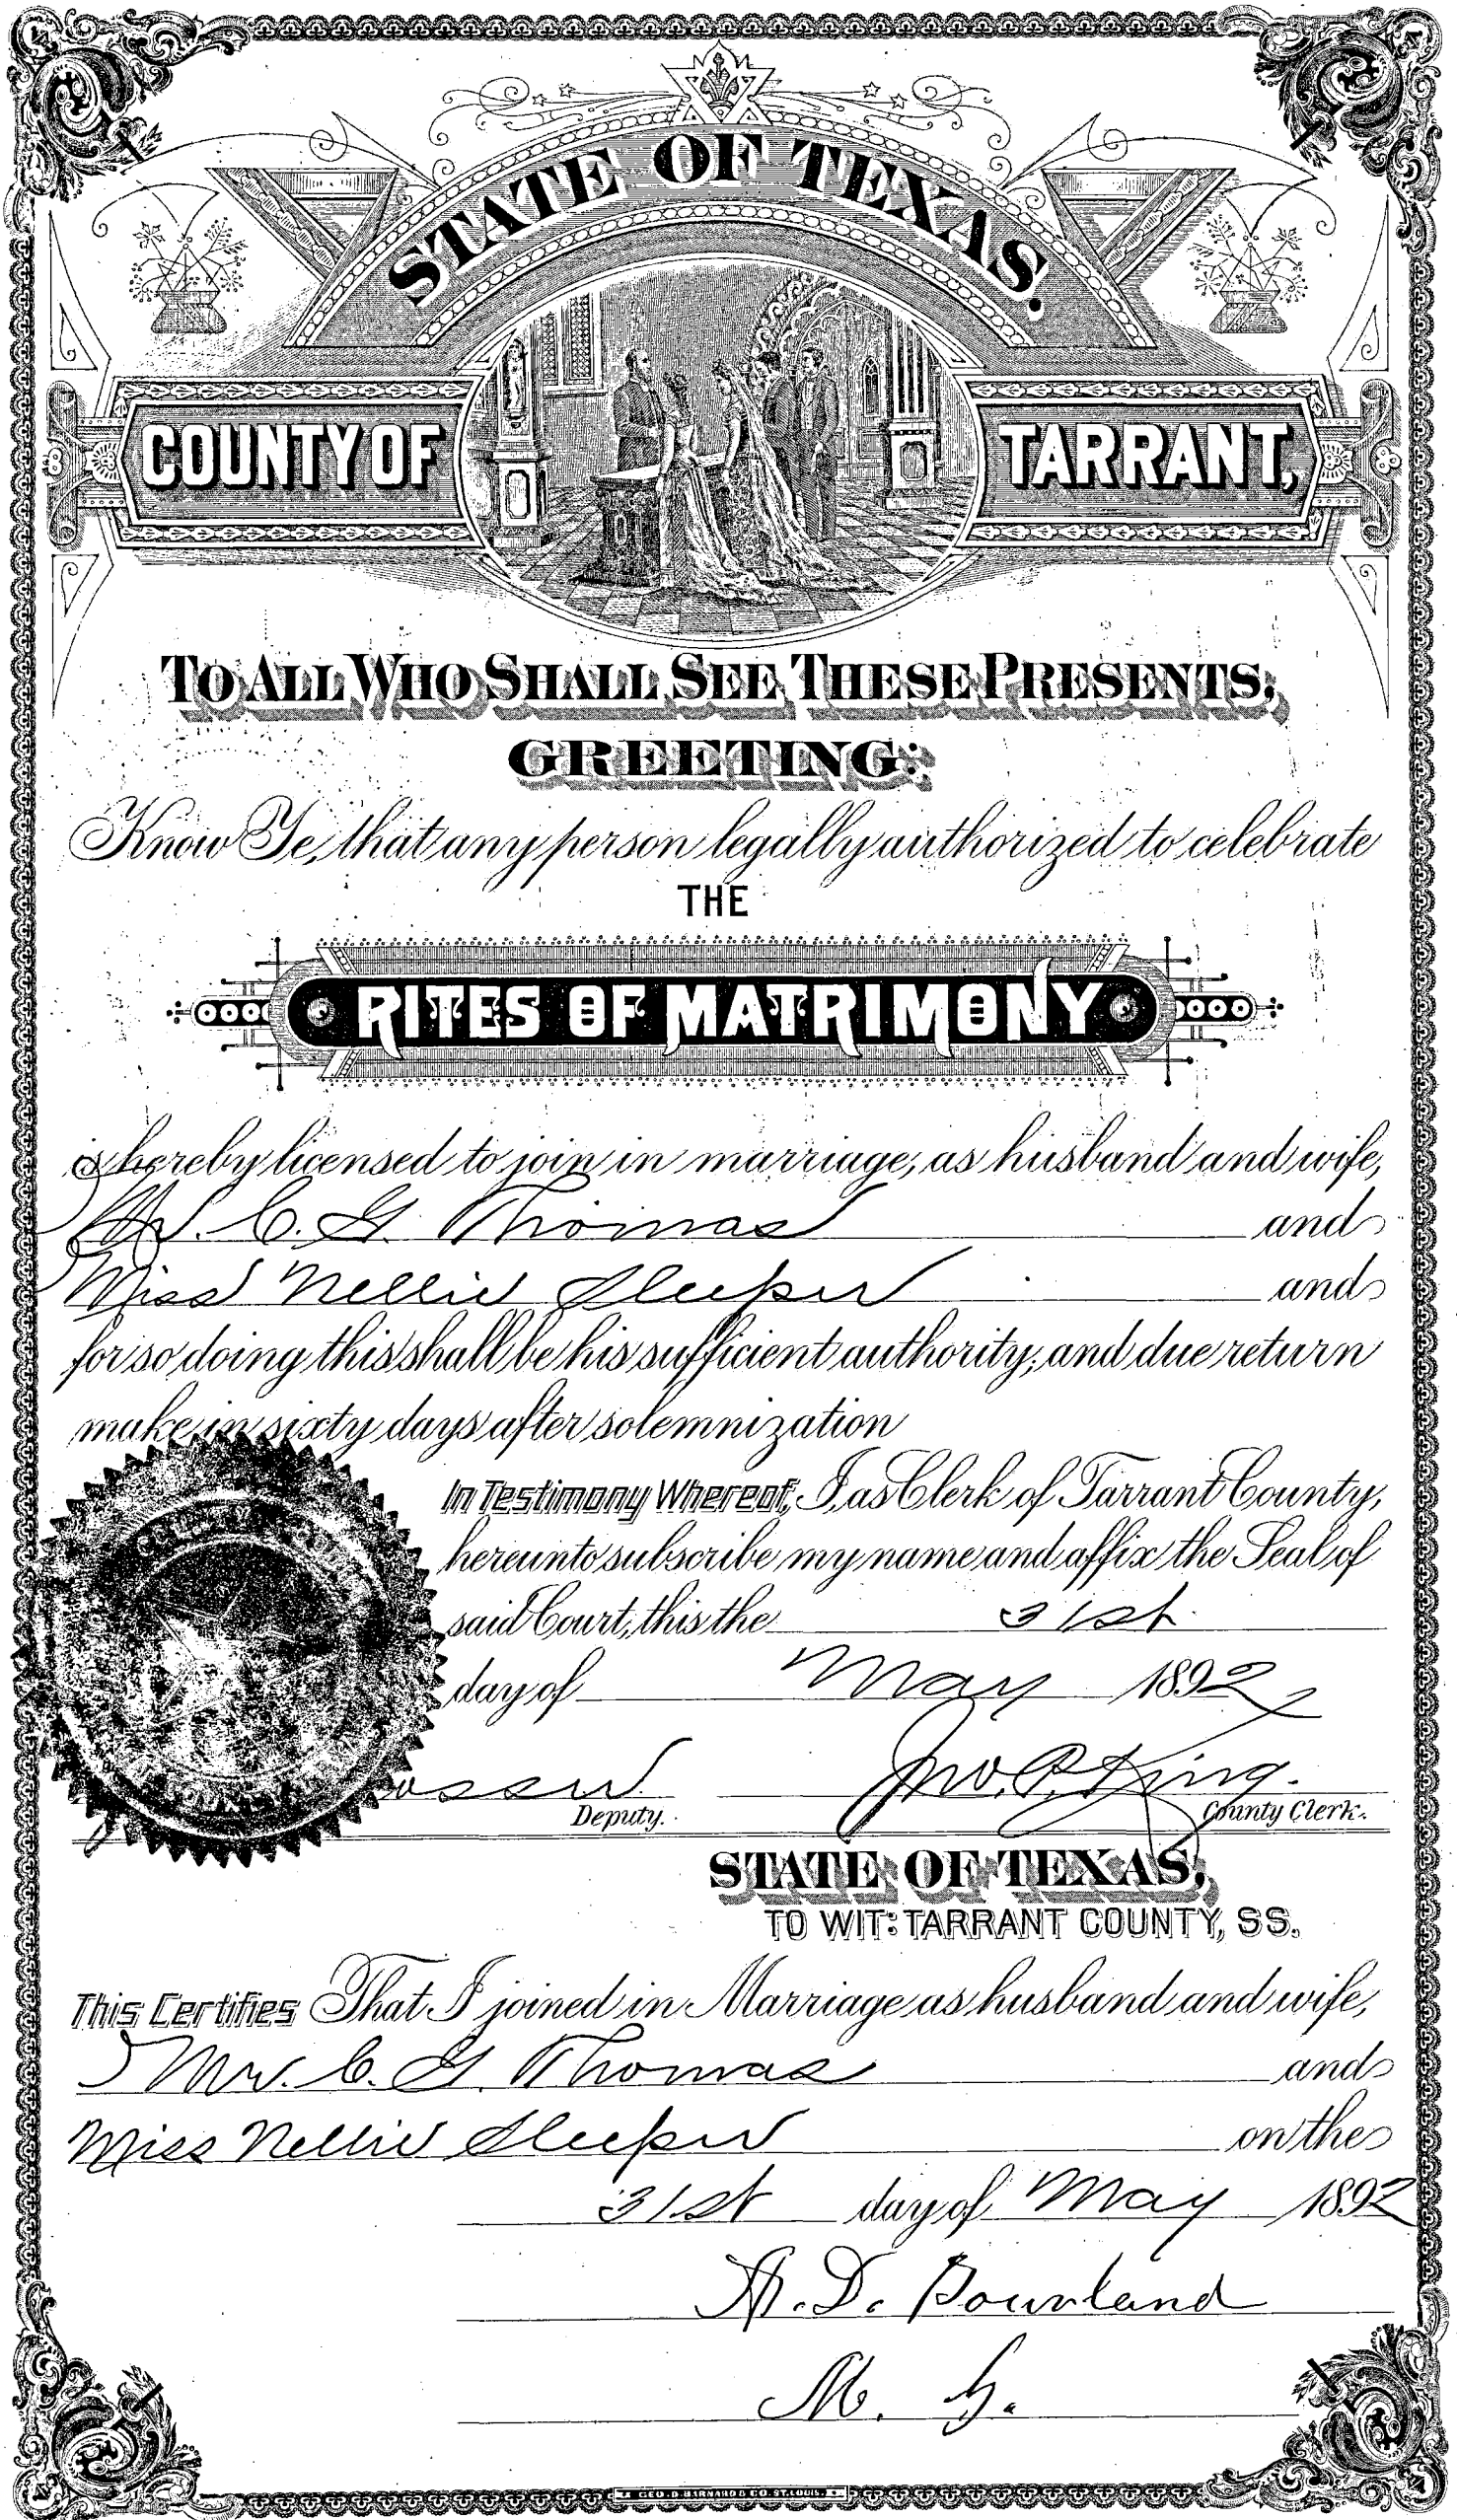 STATE OF TEXAS.
COUNTY OF TARRANT,
TO ALL WHO SHALL SEE THESE PRESENTS,
GREETING:
Know Ye, that any person legally authorized to celebrate
THE
RITES OF MATRIMONY
is hereby licensed to join in marriage, as husband and wife,
Mr. C. G. Thomas and
Miss Nellie Sleeper and
for so doing this shall be his sufficient authority, and due return
make in sixty days after solemnization
In Testimony Whereof, I, as Clerk of Tarrant County,
hereunto subscribe my name and affix the Seal of
said Court, this the 31st
day of May 1892
Jno. P. King.
Deputy. County Clerk.
STATE OF TEXAS,
TO WIT: TARRANT COUNTY, SS.
This Certifies That I joined in Marriage as husband and wife,
Mr. C. G. Thomas and
Miss Nellie Sleeper on the
31st day of May 1892
A. D. Bourland
M. G.
GEO. D. BARNARD & CO. ST. LOUIS.